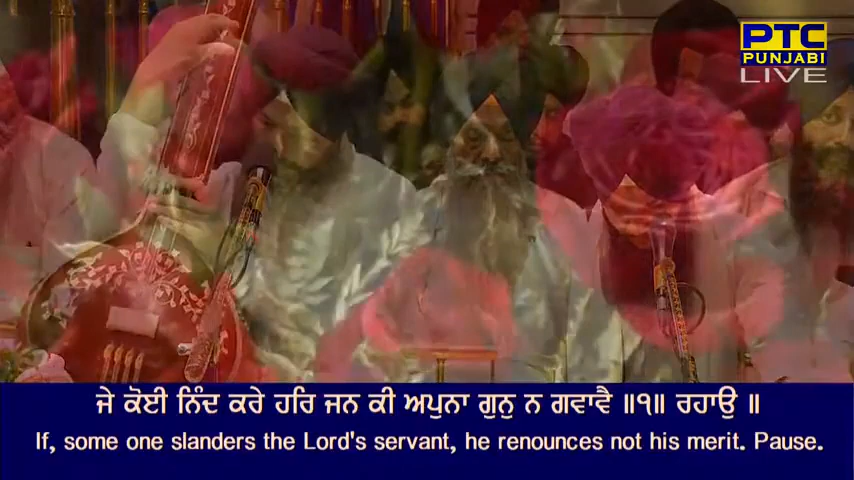 PTC
PUNJABI
LIVE
ਜੇ ਕੋਈ ਨਿੰਦ ਕਰੇ ਹਰਿ ਜਨ ਕੀ ਅਪੁਨਾ ਗੁਨੁ ਨ ਗਵਾਵੈ ॥੧॥ ਰਹਾਉ ॥
If, some one slanders the Lord's servant, he renounces not his merit. Pause.